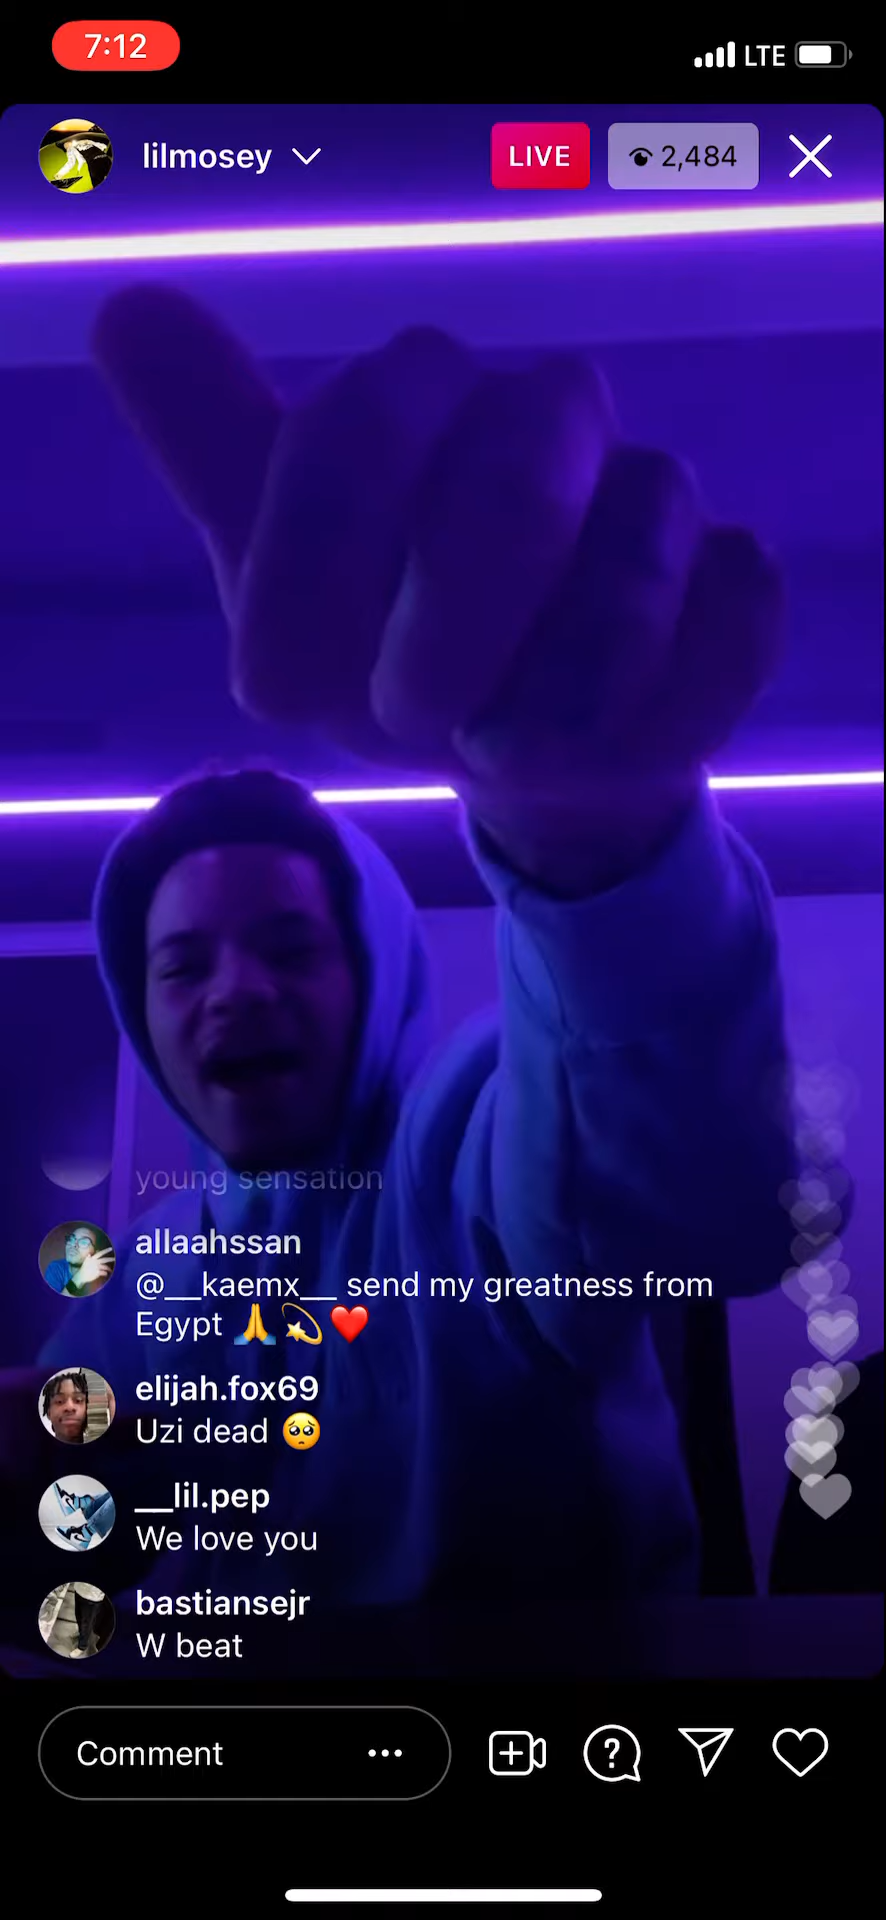 7:12
LTE
lilmosey
LIVE
2,484
young sensation
allaahssan
@__kaemx__ send my greatness from
Egypt 🙏💫❤️
elijah.fox69
Uzi dead 🥺
__lil.pep
We love you
bastiansejr
W beat
Comment